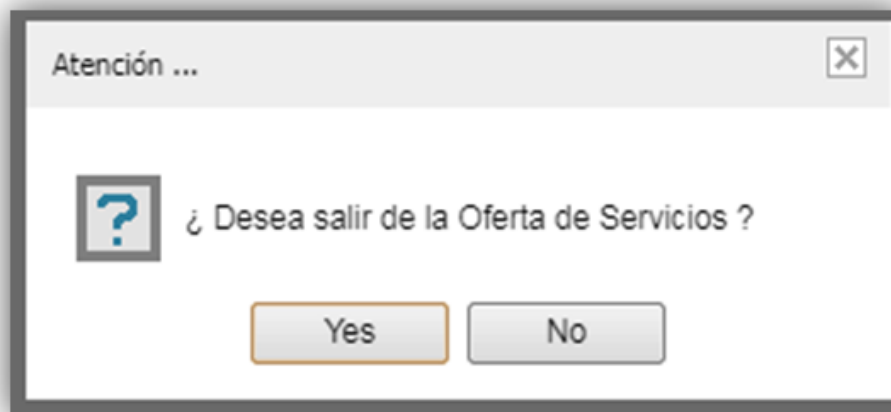 Atención ...
¿ Desea salir de la Oferta de Servicios ?
Yes No